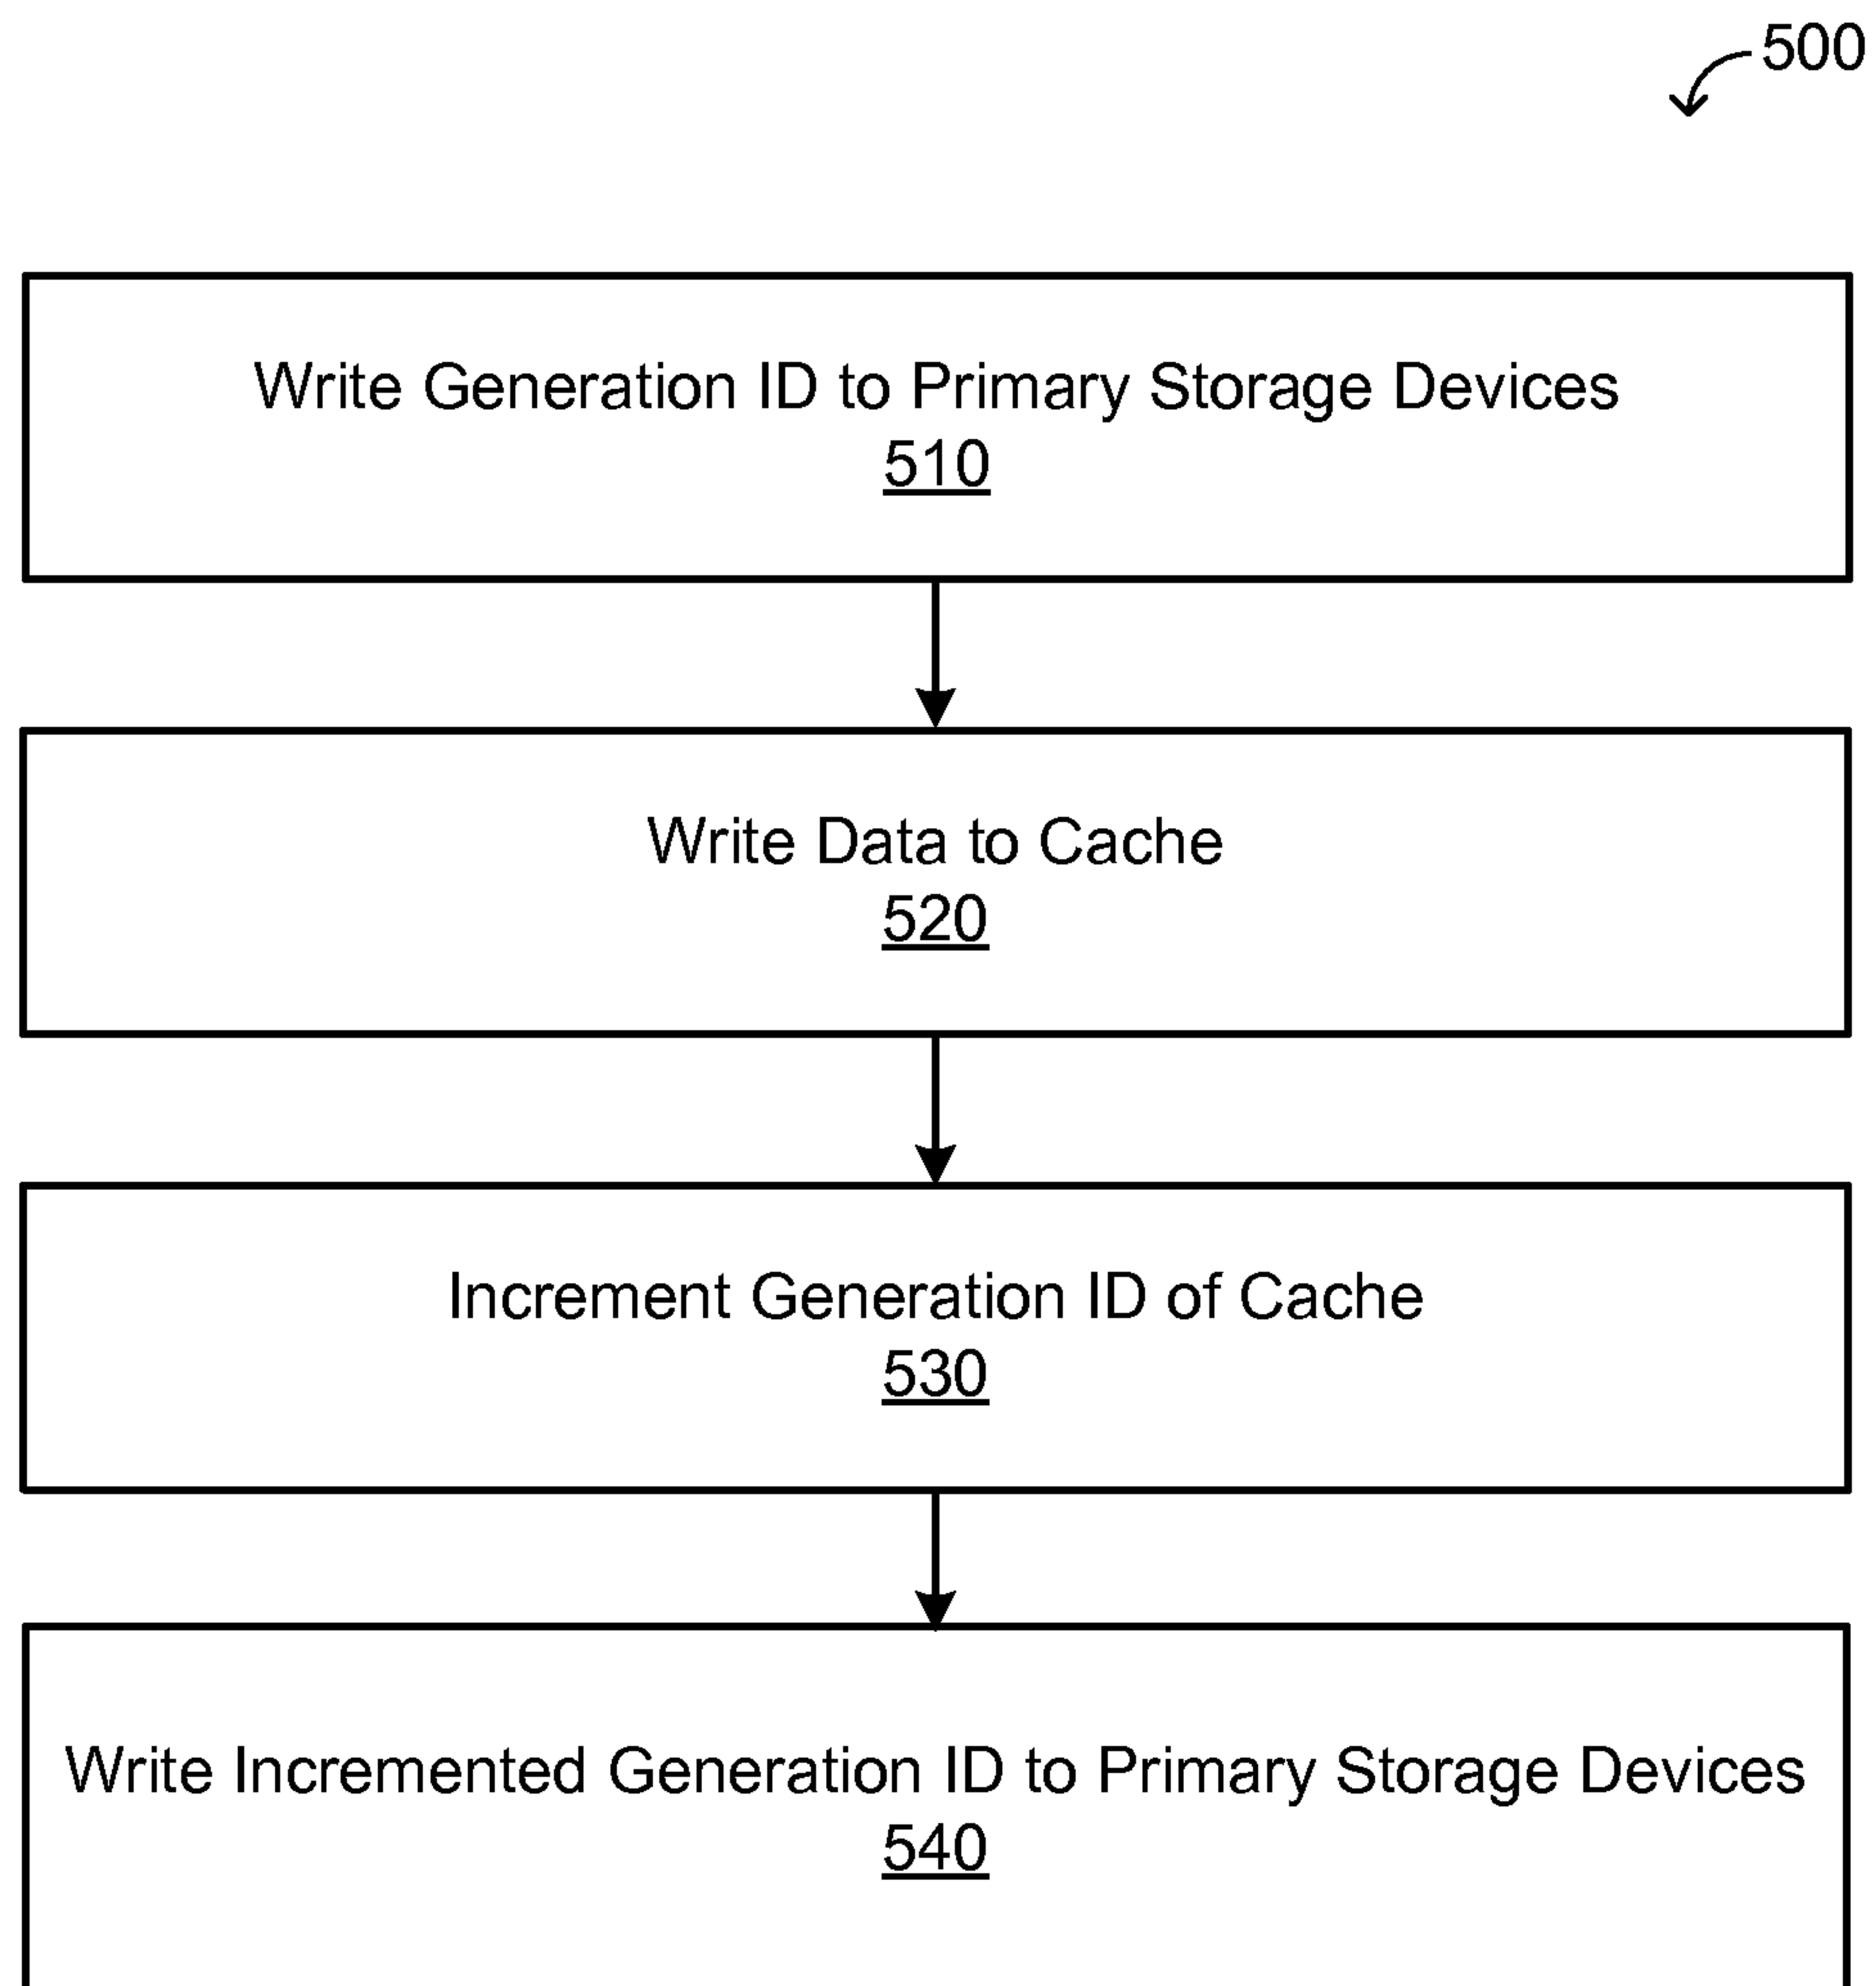 500
Write Generation ID to Primary Storage Devices
510
Write Data to Cache
520
Increment Generation ID of Cache
530
Write Incremented Generation ID to Primary Storage Devices
540